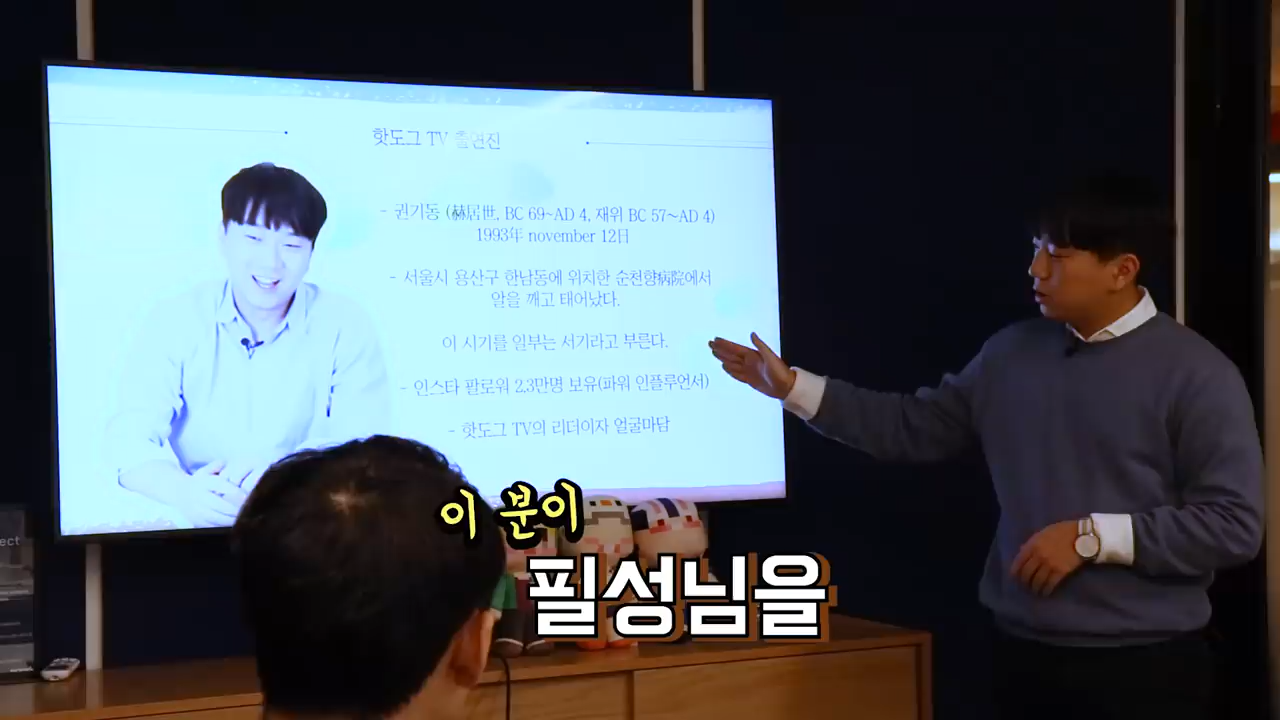 핫도그 TV 출연진
- 권기동 (赫居世, BC 69~AD 4, 재위 BC 57~AD 4)
1993年 november 12日
- 서울시 용산구 한남동에 위치한 순천향病院에서
알을 깨고 태어났다.
이 시기를 일부는 서기라고 부른다.
- 인스타 팔로워 2.3만명 보유(파워 인플루언서)
- 핫도그 TV의 리더이자 얼굴마담
이 분이
필성님을
ect